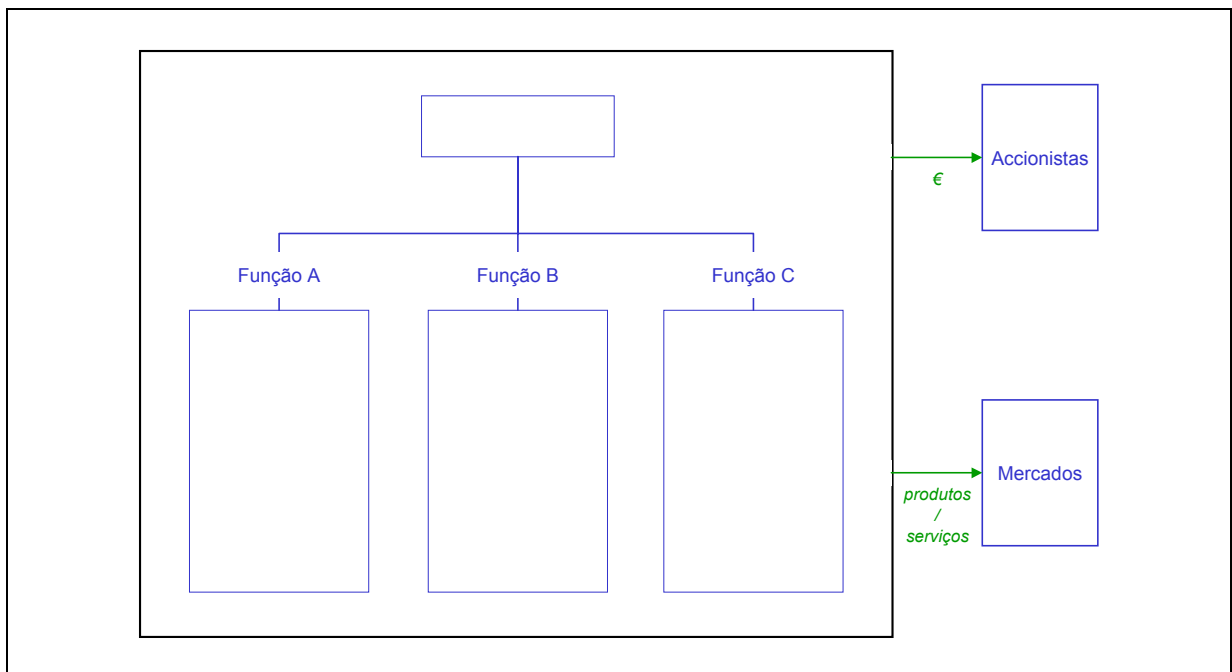 Accionistas
€
Função A
Função B
Função C
Mercados
produtos
/
serviços